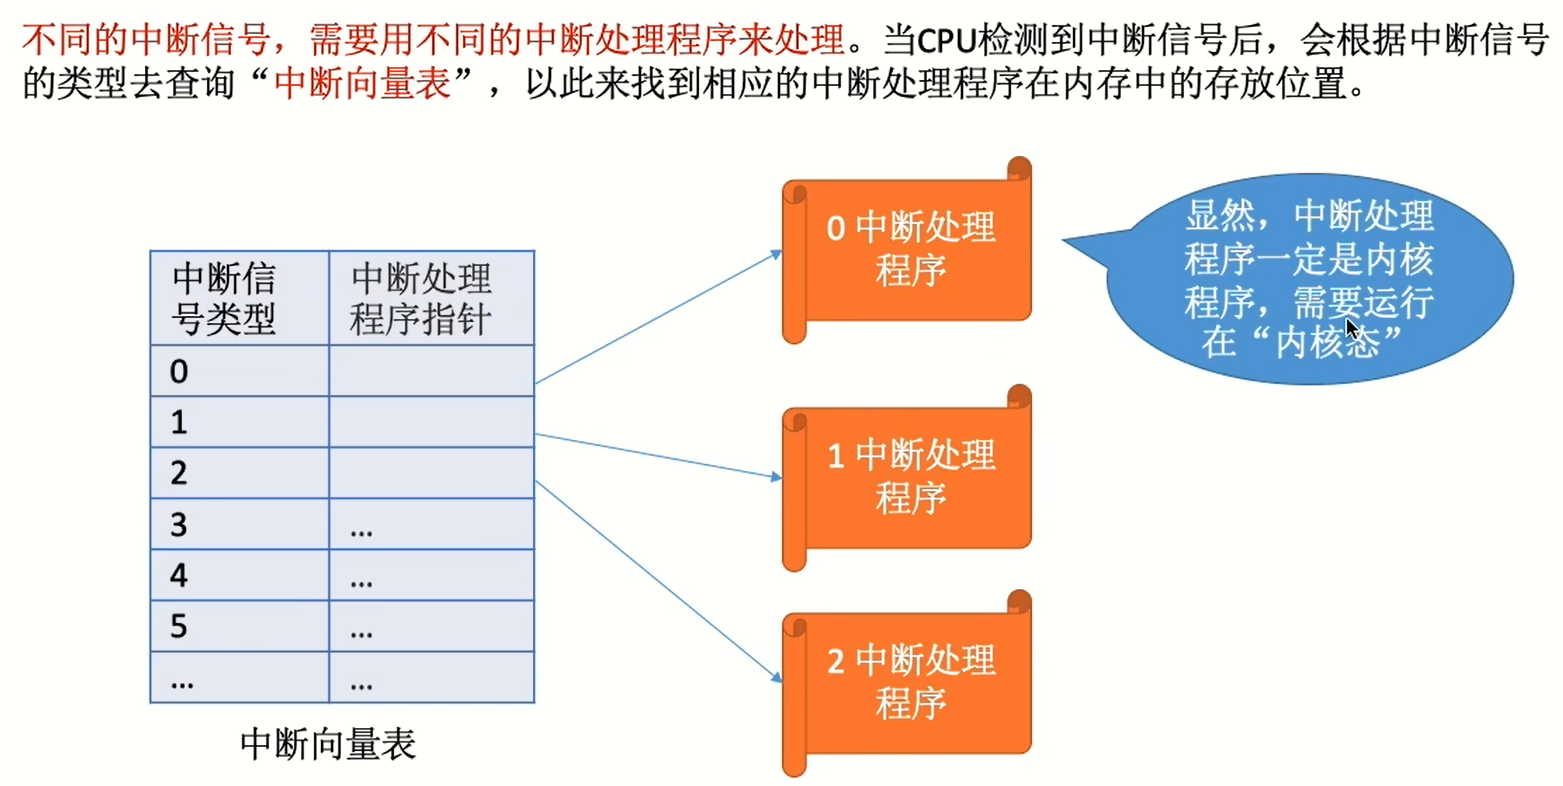 不同的中断信号，需要用不同的中断处理程序来处理。当CPU检测到中断信号后，会根据中断信号
的类型去查询“中断向量表”，以此来找到相应的中断处理程序在内存中的存放位置。
中断信
号类型
中断处理
程序指针
0
1
2
3
...
4
...
5
...
...
...
中断向量表
0 中断处理
程序
1 中断处理
程序
2 中断处理
程序
显然，中断处理
程序一定是内核
程序，需要运行
在“内核态”